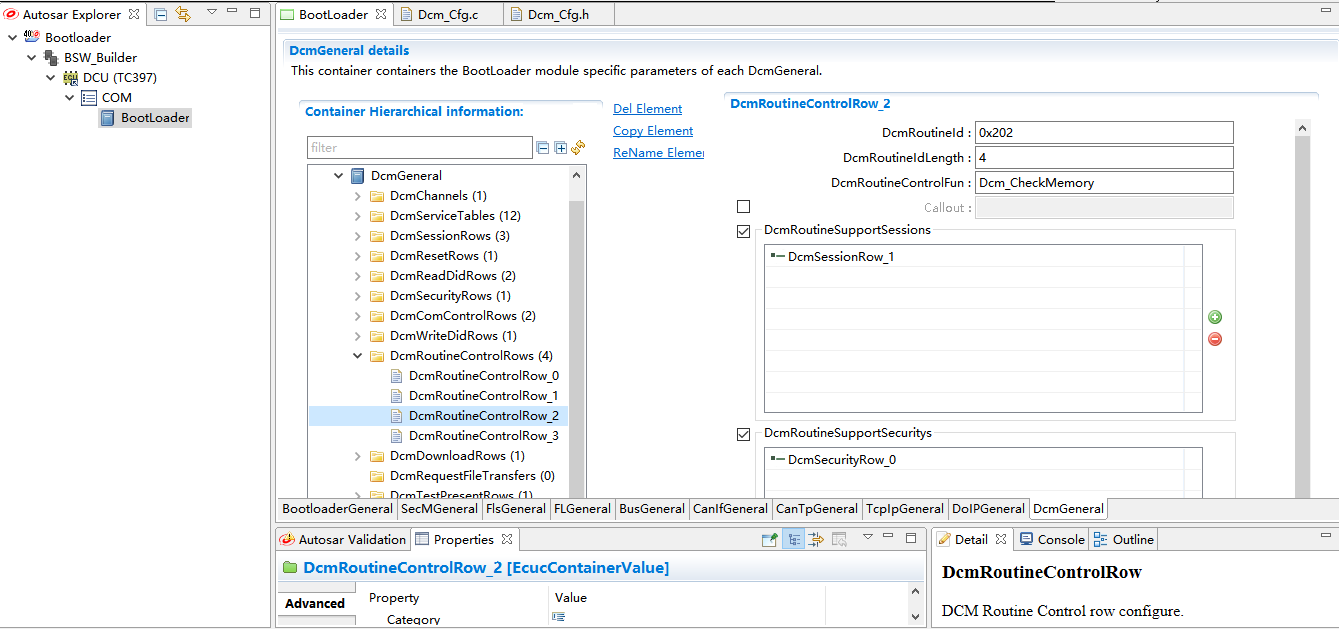 Autosar Explorer
Bootloader
BSW_Builder
DCU (TC397)
COM
BootLoader
BootLoader
Dcm_Cfg.c
Dcm_Cfg.h
DcmGeneral details
This container containers the BootLoader module specific parameters of each DcmGeneral.
Container Hierarchical information:
filter
DcmGeneral
DcmChannels (1)
DcmServiceTables (12)
DcmSessionRows (3)
DcmResetRows (1)
DcmReadDidRows (2)
DcmSecurityRows (1)
DcmComControlRows (2)
DcmWriteDidRows (1)
DcmRoutineControlRows (4)
DcmRoutineControlRow_0
DcmRoutineControlRow_1
DcmRoutineControlRow_2
DcmRoutineControlRow_3
DcmDownloadRows (1)
DcmRequestFileTransfers (0)
DcmTestPresentRows (1)
Del Element
Copy Element
ReName Elemer
DcmRoutineControlRow_2
DcmRoutineId : 0x202
DcmRoutineIdLength : 4
DcmRoutineControlFun : Dcm_CheckMemory
Callout :
DcmRoutineSupportSessions
DcmSessionRow_1
DcmRoutineSupportSecuritys
DcmSecurityRow_0
BootloaderGeneral
SecMGeneral
FlsGeneral
FLGeneral
BusGeneral
CanIfGeneral
CanTpGeneral
TcpIpGeneral
DoIPGeneral
DcmGeneral
Autosar Validation
Properties
DcmRoutineControlRow_2 [EcucContainerValue]
Advanced
Property
Value
Category
Detail
Console
Outline
DcmRoutineControlRow
DCM Routine Control row configure.